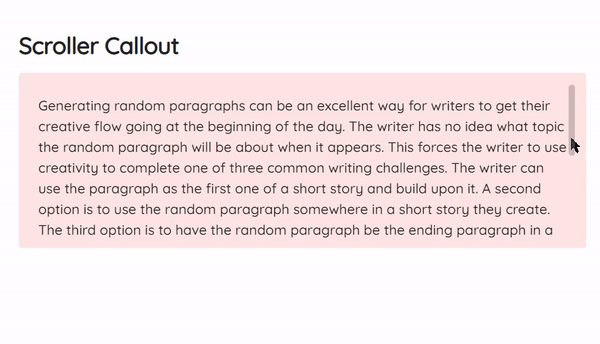 Scroller Callout
Generating random paragraphs can be an excellent way for writers to get their
creative flow going at the beginning of the day. The writer has no idea what topic
the random paragraph will be about when it appears. This forces the writer to use
creativity to complete one of three common writing challenges. The writer can
use the paragraph as the first one of a short story and build upon it. A second
option is to use the random paragraph somewhere in a short story they create.
The third option is to have the random paragraph be the ending paragraph in a